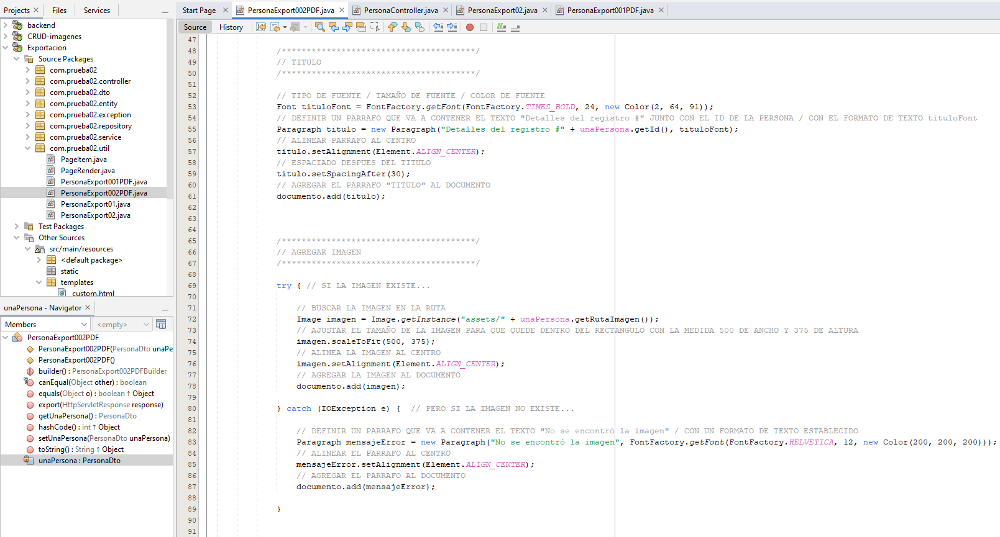 Projects
Files
Services
backend
CRUD-imagenes
Exportacion
Source Packages
com.prueba02
com.prueba02.controller
com.prueba02.dto
com.prueba02.entity
com.prueba02.exception
com.prueba02.repository
com.prueba02.service
com.prueba02.util
PageItem.java
PageRender.java
PersonaExport001PDF.java
PersonaExport002PDF.java
PersonaExport01.java
PersonaExport02.java
Test Packages
Other Sources
src/main/resources
<default package>
static
templates
custom.html
unaPersona - Navigator
Members
<empty>
PersonaExport002PDF
PersonaExport002PDF(PersonaDto unaPe
PersonaExport002PDF()
builder() : PersonaExport002PDFBuilder
canEqual(Object other) : boolean
equals(Object o) : boolean ↑ Object
export(HttpServletResponse response)
getUnaPersona() : PersonaDto
hashCode() : int ↑ Object
setUnaPersona(PersonaDto unaPersona)
toString() : String ↑ Object
unaPersona : PersonaDto
Start Page
PersonaExport002PDF.java
PersonaController.java
PersonaExport02.java
PersonaExport001PDF.java
Source
History
47
48 /***************************************/
49 // TITULO
50 /***************************************/
51
52 // TIPO DE FUENTE / TAMAÑO DE FUENTE / COLOR DE FUENTE
53 Font tituloFont = FontFactory.getFont(FontFactory.TIMES_BOLD, 24, new Color(2, 64, 91));
54 // DEFINIR UN PARRAFO QUE VA A CONTENER EL TEXTO "Detalles del registro #" JUNTO CON EL ID DE LA PERSONA / CON EL FORMATO DE TEXTO tituloFont
55 Paragraph titulo = new Paragraph("Detalles del registro #" + unaPersona.getId(), tituloFont);
56 // ALINEAR PARRAFO AL CENTRO
57 titulo.setAlignment(Element.ALIGN_CENTER);
58 // ESPACIADO DESPUES DEL TITULO
59 titulo.setSpacingAfter(30);
60 // AGREGAR EL PARRAFO "TITULO" AL DOCUMENTO
61 documento.add(titulo);
62
63
64
65 /***************************************/
66 // AGREGAR IMAGEN
67 /***************************************/
68
69 try { // SI LA IMAGEN EXISTE...
70
71 // BUSCAR LA IMAGEN EN LA RUTA
72 Image imagen = Image.getInstance("assets/" + unaPersona.getRutaImagen());
73 // AJUSTAR EL TAMAÑO DE LA IMAGEN PARA QUE QUEDE DENTRO DEL RECTANGULO CON LA MEDIDA 500 DE ANCHO Y 375 DE ALTURA
74 imagen.scaleToFit(500, 375);
75 // ALINEA LA IMAGEN AL CENTRO
76 imagen.setAlignment(Element.ALIGN_CENTER);
77 // AGREGAR LA IMAGEN AL DOCUMENTO
78 documento.add(imagen);
79
80 } catch (IOException e) { // PERO SI LA IMAGEN NO EXISTE...
81
82 // DEFINIR UN PARRAFO QUE VA A CONTENER EL TEXTO "No se encontró la imagen" / CON UN FORMATO DE TEXTO ESTABLECIDO
83 Paragraph mensajeError = new Paragraph("No se encontró la imagen", FontFactory.getFont(FontFactory.HELVETICA, 12, new Color(200, 200, 200)));
84 // ALINEAR EL PARRAFO AL CENTRO
85 mensajeError.setAlignment(Element.ALIGN_CENTER);
86 // AGREGAR EL PARRAFO AL DOCUMENTO
87 documento.add(mensajeError);
88
89 }
90
91